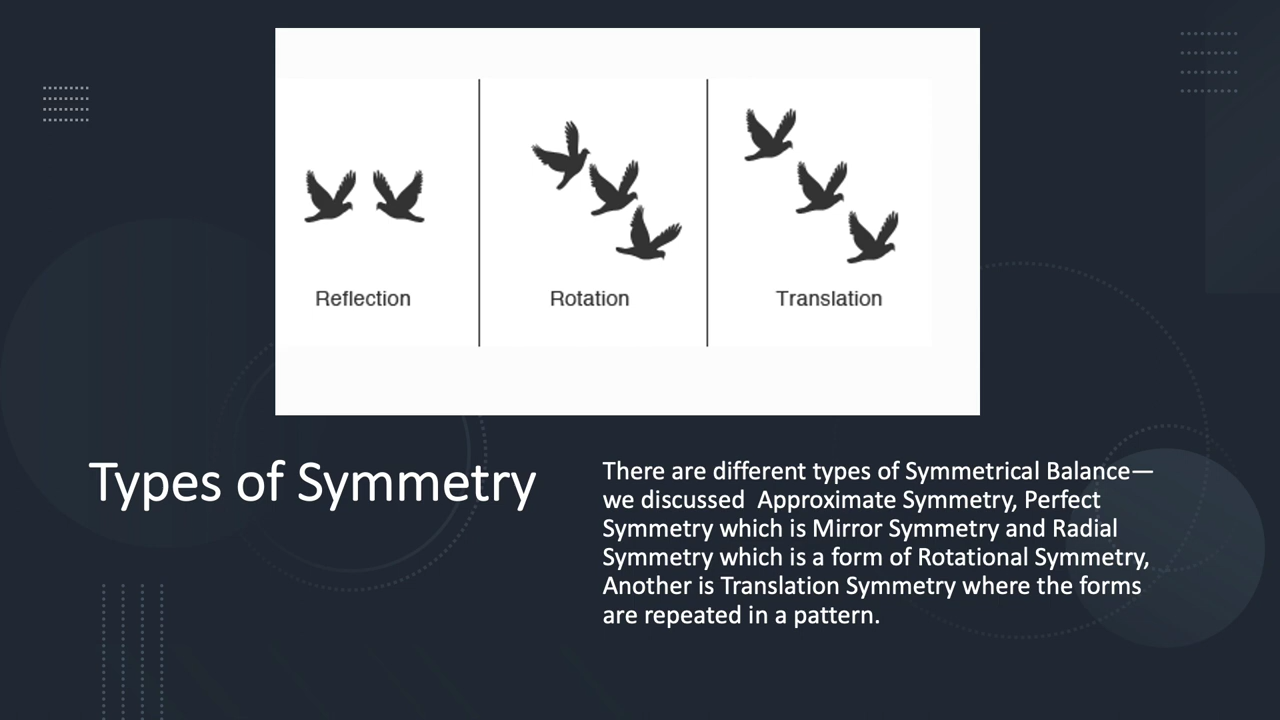 Reflection
Rotation
Translation
Types of Symmetry
There are different types of Symmetrical Balance—
we discussed  Approximate Symmetry, Perfect
Symmetry which is Mirror Symmetry and Radial
Symmetry which is a form of Rotational Symmetry,
Another is Translation Symmetry where the forms
are repeated in a pattern.